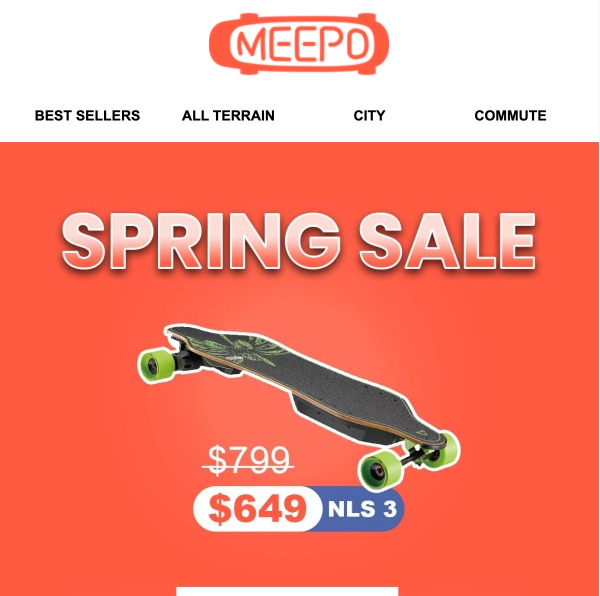 MEEPO
BEST SELLERS ALL TERRAIN CITY COMMUTE
SPRING SALE
$799
$649 NLS 3